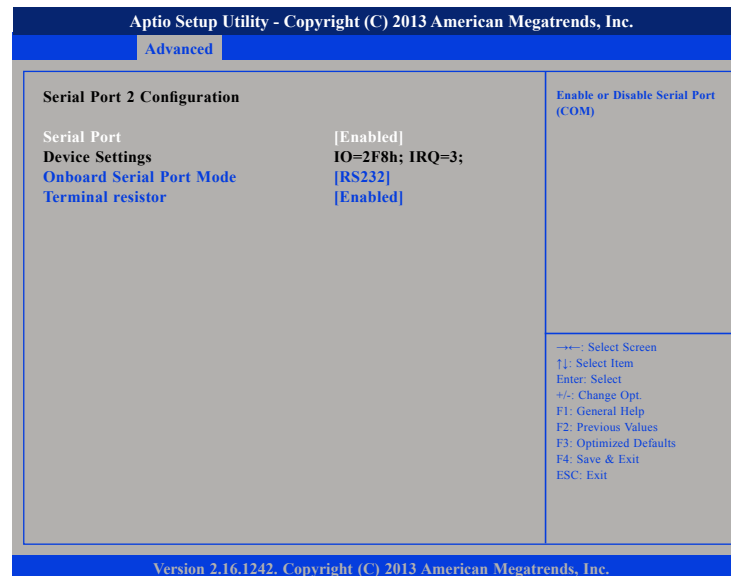 Aptio Setup Utility - Copyright (C) 2013 American Megatrends, Inc.
Advanced
Serial Port 2 Configuration
Serial Port [Enabled]
Device Settings IO=2F8h; IRQ=3;
Onboard Serial Port Mode [RS232]
Terminal resistor [Enabled]
Enable or Disable Serial Port
(COM)
→←: Select Screen
↑↓: Select Item
Enter: Select
+/-: Change Opt.
F1: General Help
F2: Previous Values
F3: Optimized Defaults
F4: Save & Exit
ESC: Exit
Version 2.16.1242. Copyright (C) 2013 American Megatrends, Inc.